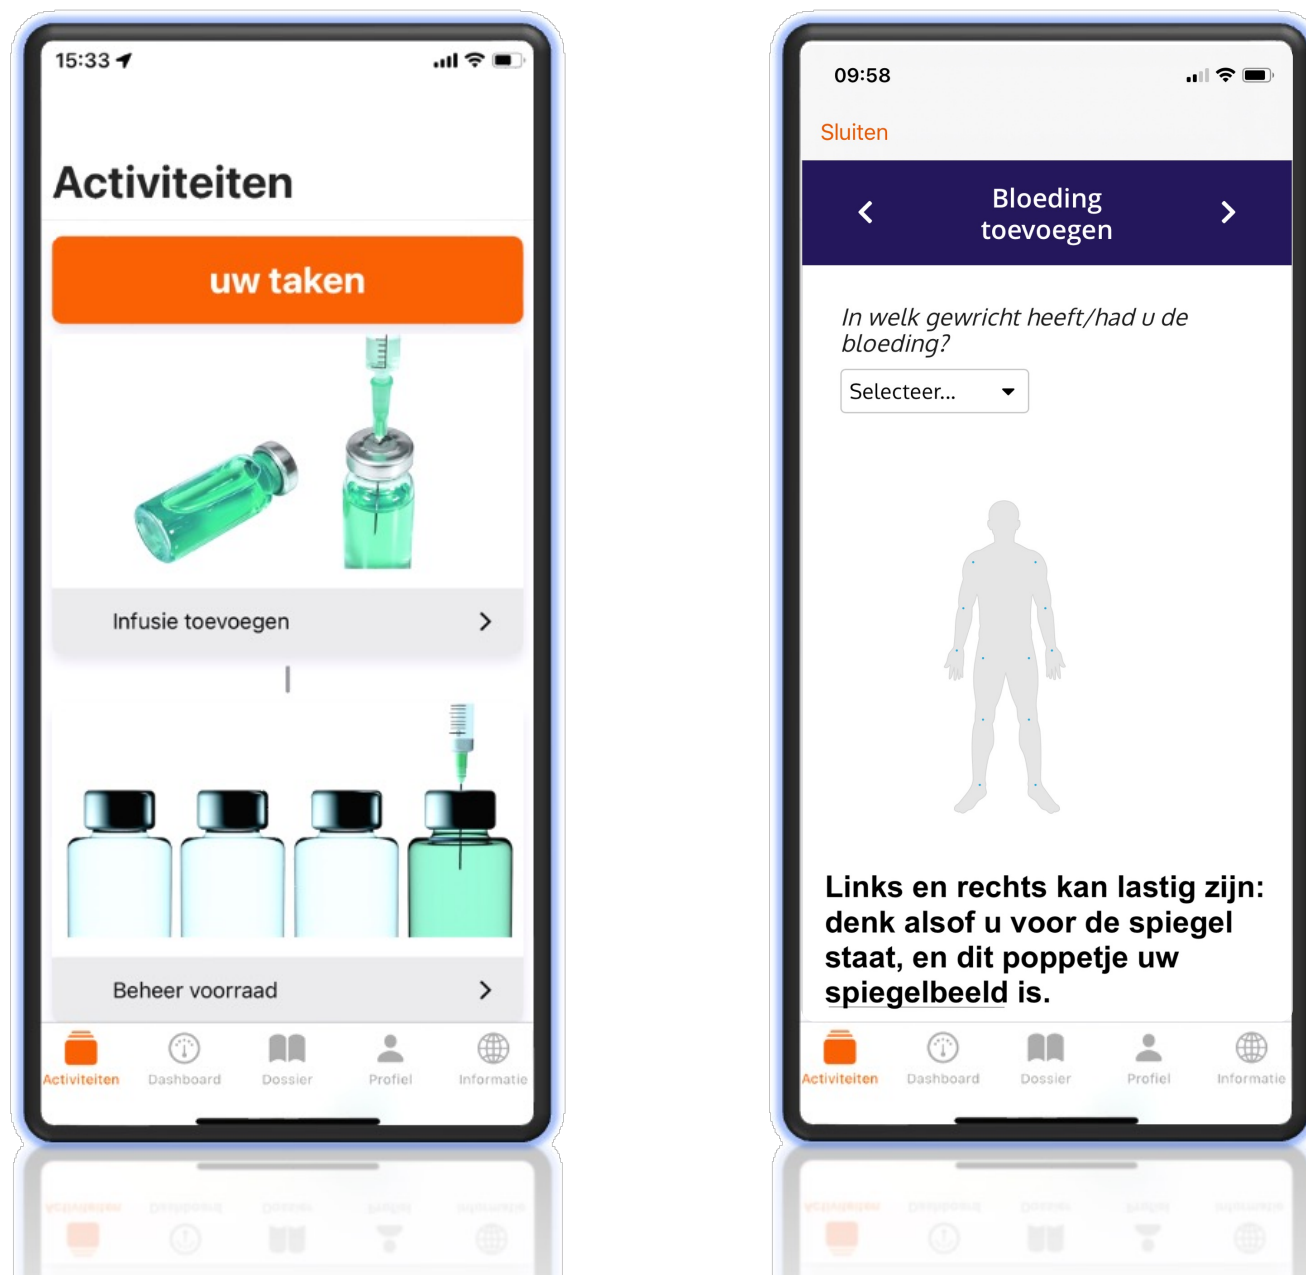 15:33
Activiteiten
uw taken
Infusie toevoegen
Beheer voorraad
Activiteiten
Dashboard
Dossier
Profiel
Informatie
09:58
Sluiten
Bloeding
toevoegen
In welk gewricht heeft/had u de
bloeding?
Selecteer...
Links en rechts kan lastig zijn:
denk alsof u voor de spiegel
staat, en dit poppetje uw
spiegelbeeld is.
Activiteiten
Dashboard
Dossier
Profiel
Informatie